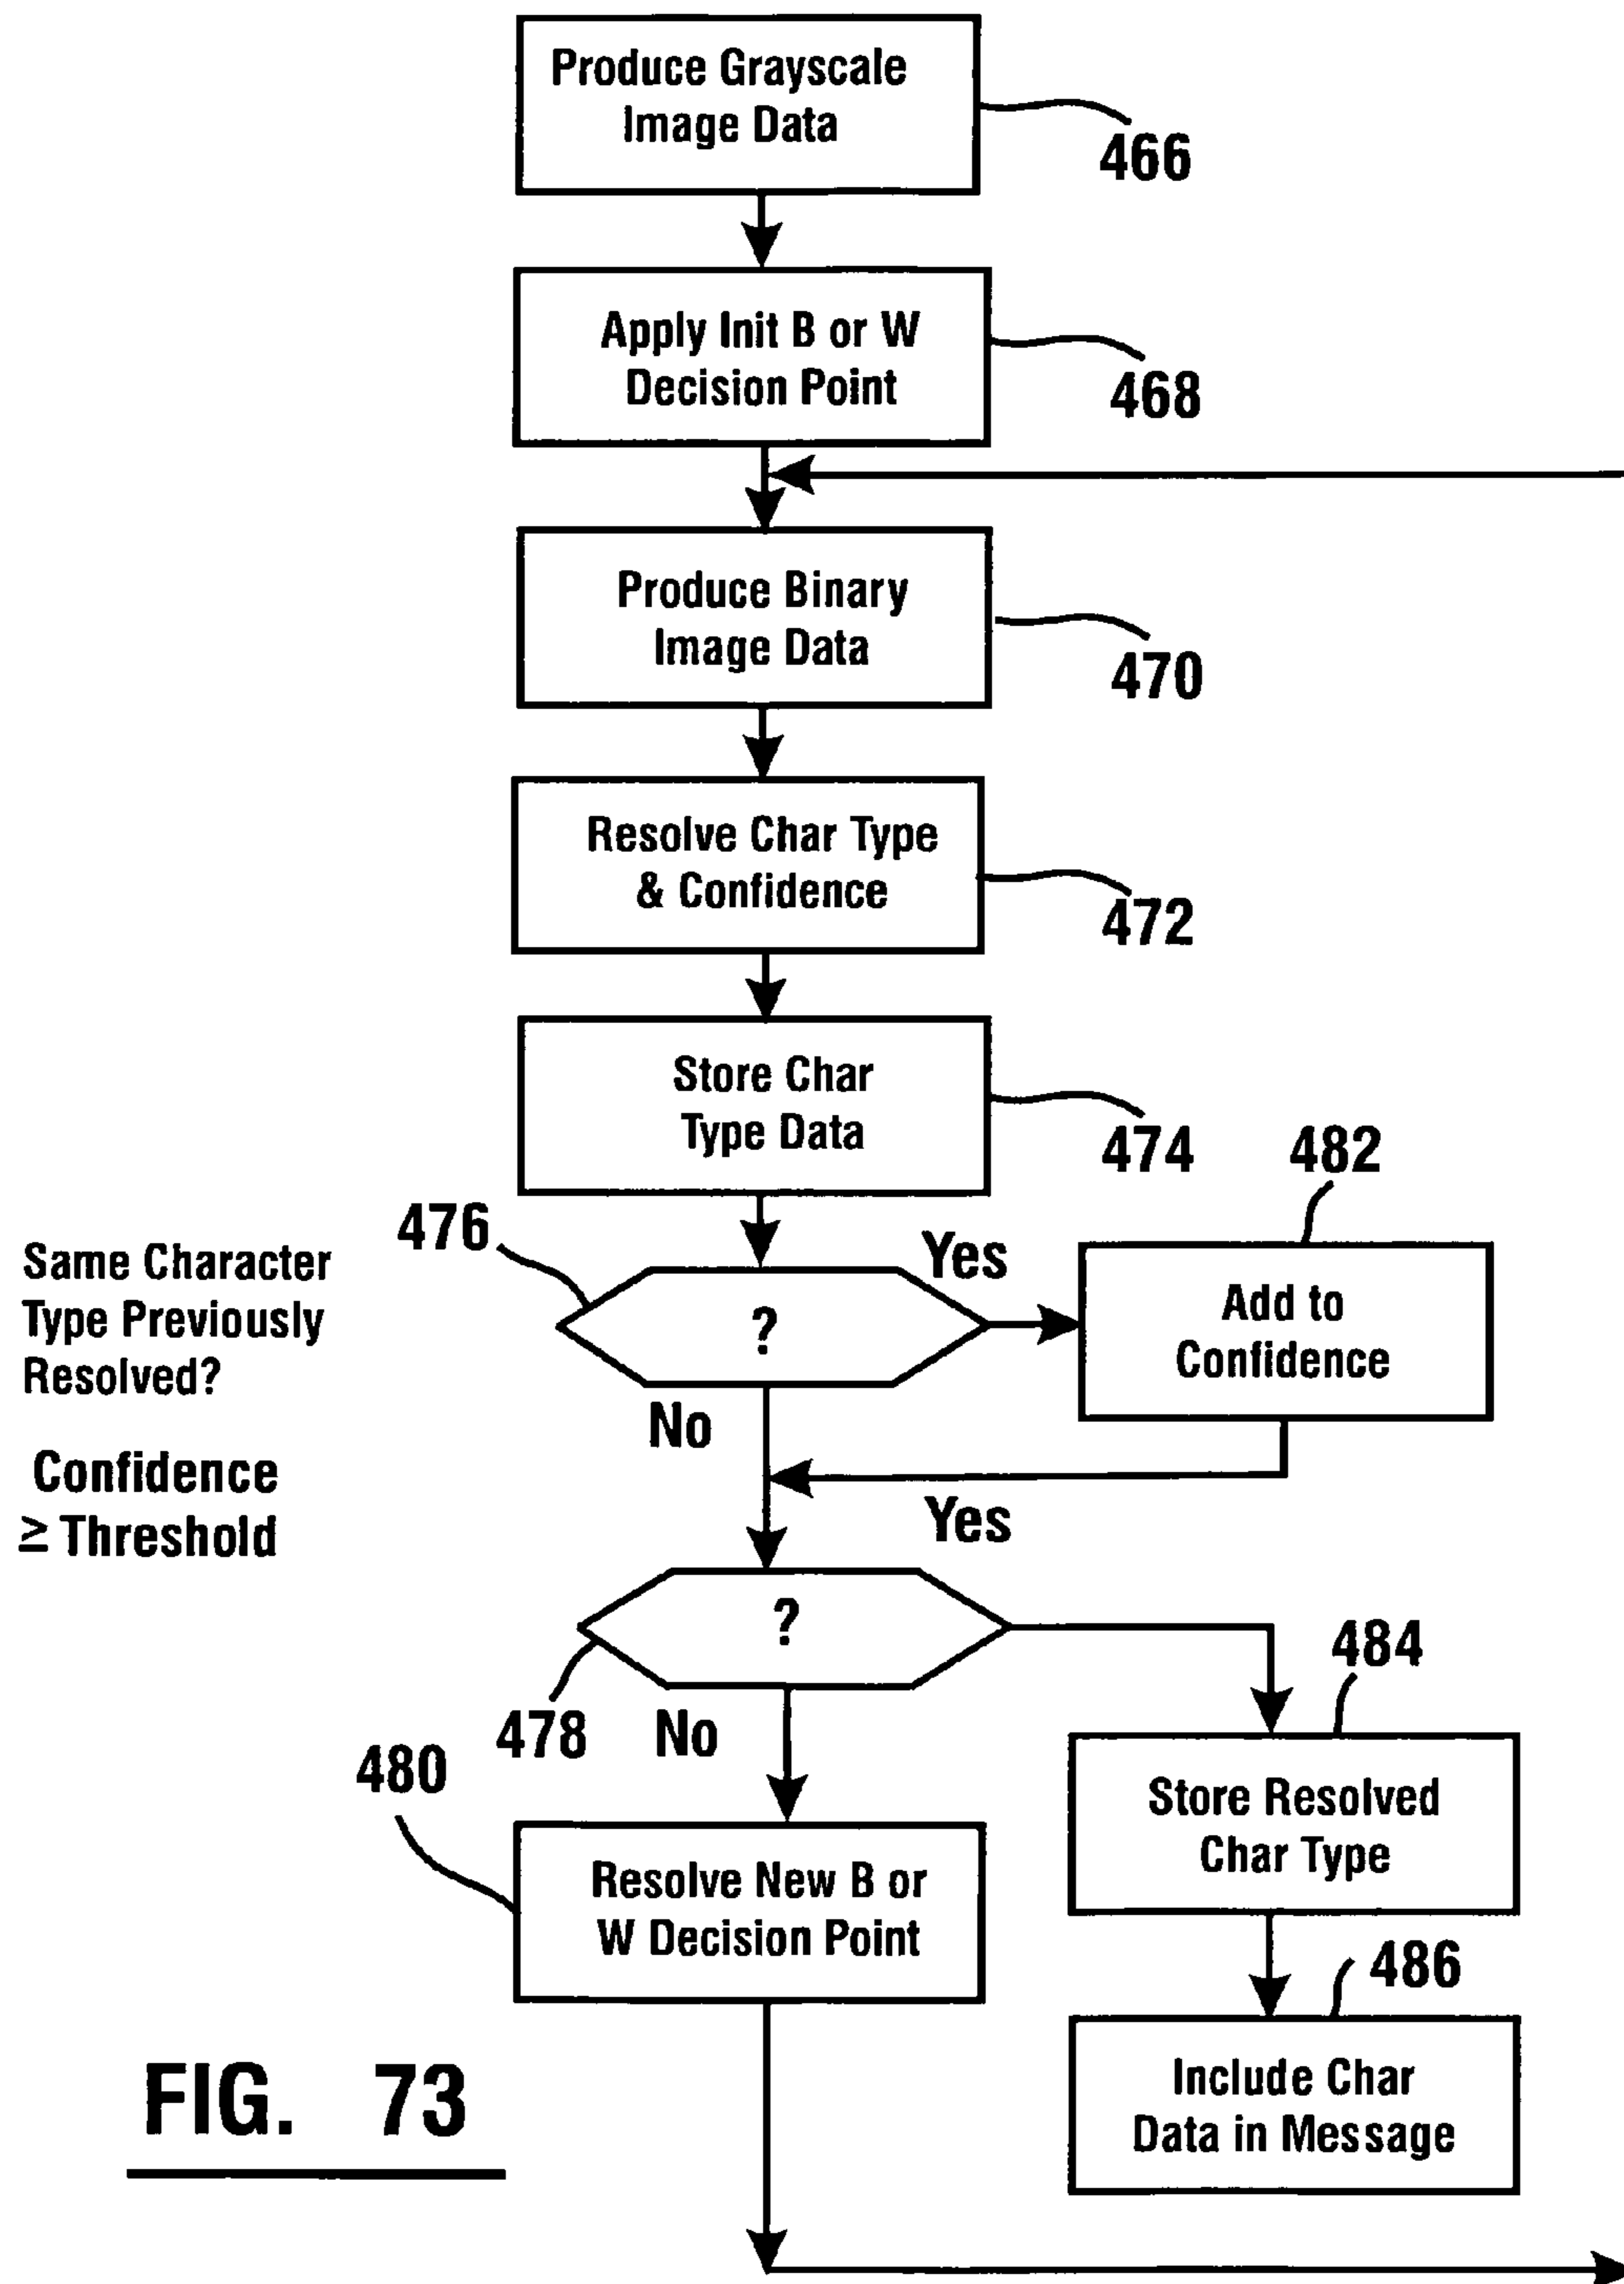 Produce Grayscale
Image Data
466
Apply Init B or W
Decision Point
468
Produce Binary
Image Data
470
Resolve Char Type
& Confidence
472
Store Char
Type Data
474
482
476
Yes
Same Character
Type Previously
Resolved?
?
Add to
Confidence
No
Confidence
≥ Threshold
Yes
?
484
478
No
480
Store Resolved
Char Type
Resolve New B or
W Decision Point
486
Include Char
Data in Message
FIG. 73